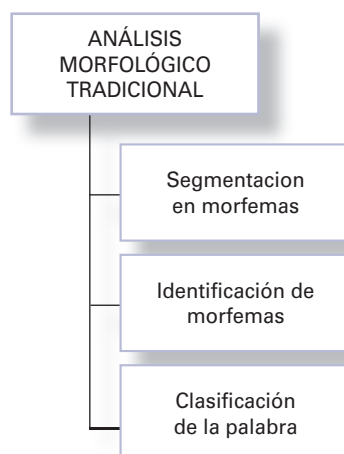 ANÁLISIS
MORFOLÓGICO
TRADICIONAL
Segmentacion
en morfemas
Identificación de
morfemas
Clasificación
de la palabra